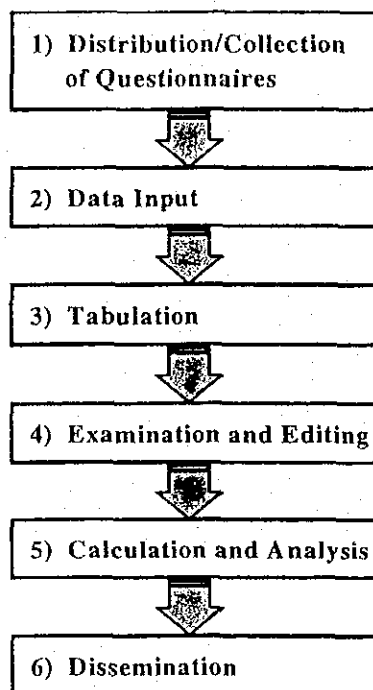 1) Distribution/Collection
of Questionnaires
2) Data Input
3) Tabulation
4) Examination and Editing
5) Calculation and Analysis
6) Dissemination